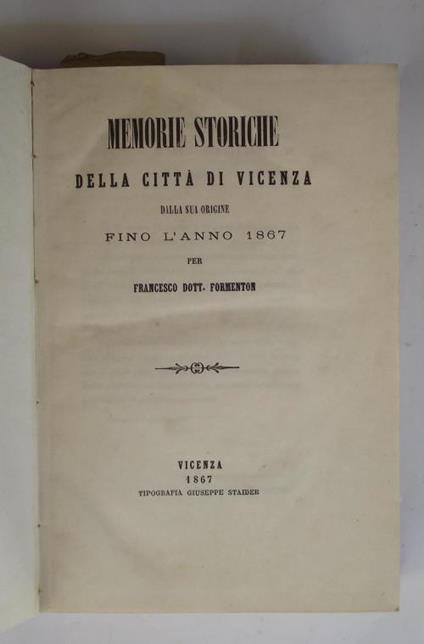 MEMORIE STORICHE
DELLA CITTÀ DI VICENZA
DALLA SUA ORIGINE
FINO L'ANNO 1867
PER
FRANCESCO DOTT. FORMENTON
VICENZA
1867
TIPOGRAFIA GIUSEPPE STAIDER